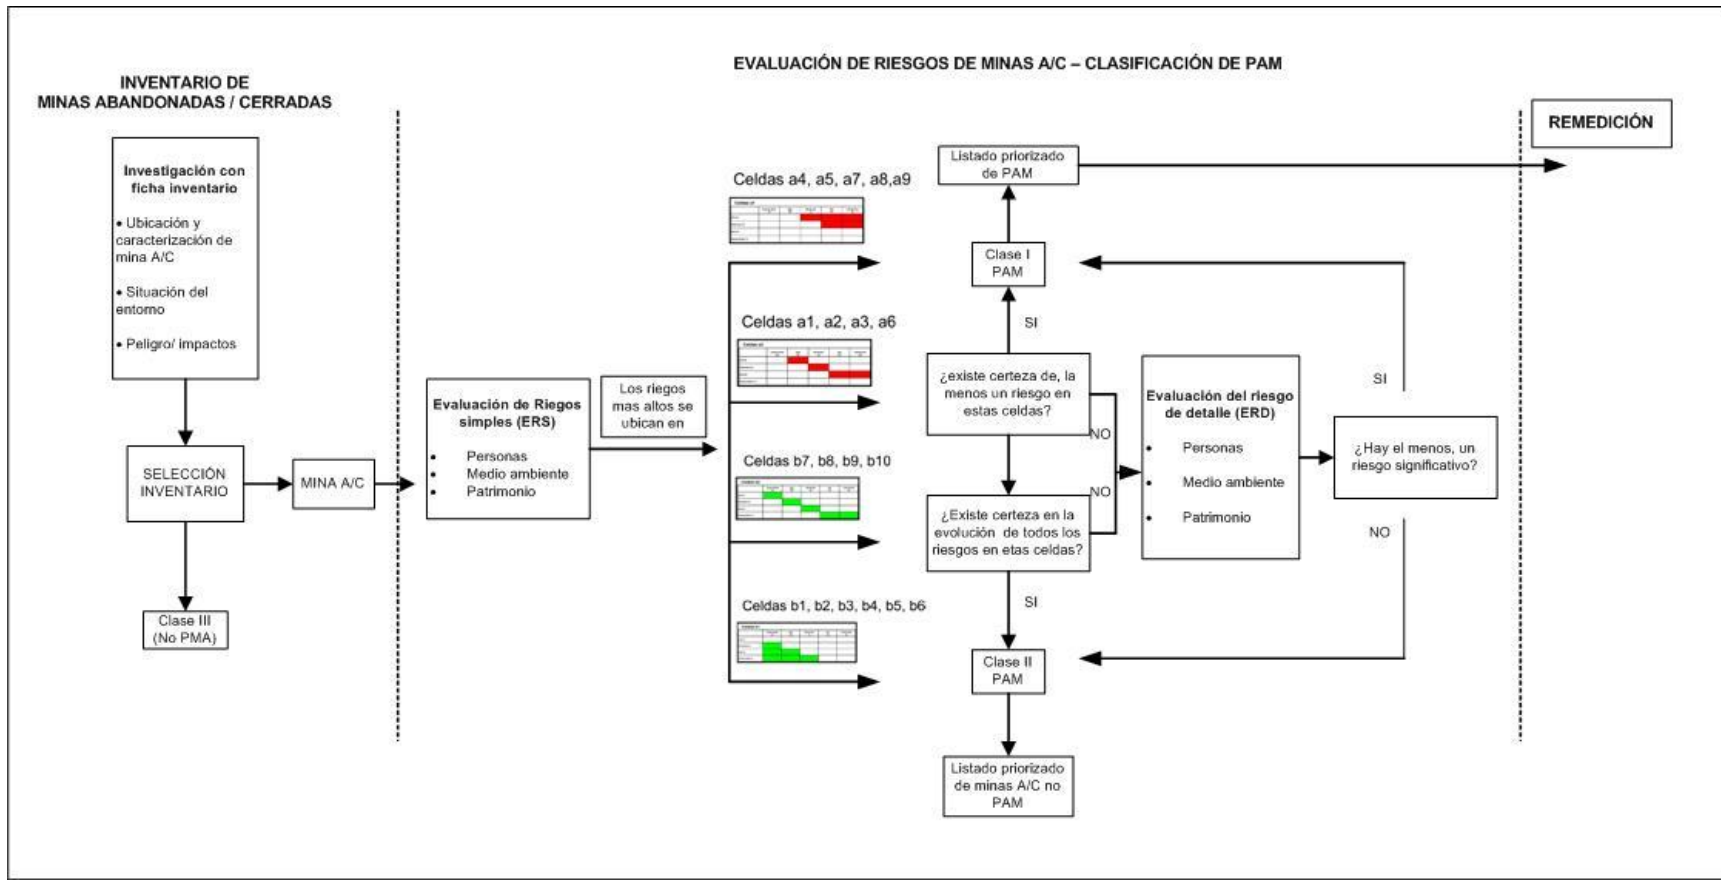 EVALUACIÓN DE RIESGOS DE MINAS A/C – CLASIFICACIÓN DE PAM
INVENTARIO DE
MINAS ABANDONADAS / CERRADAS
Investigación con
ficha inventario
• Ubicación y
caracterización de
mina A/C
• Situación del
entorno
• Peligro/ impactos
SELECCIÓN
INVENTARIO
MINA A/C
Clase III
(No PMA)
Evaluación de Riegos
simples (ERS)
• Personas
• Medio ambiente
• Patrimonio
Los riegos
mas altos se
ubican en
Celdas a4, a5, a7, a8,a9
Celdas a1, a2, a3, a6
Celdas b7, b8, b9, b10
Celdas b1, b2, b3, b4, b5, b6
Listado priorizado
de PAM
Clase I
PAM
SI
¿existe certeza de, la
menos un riesgo en
estas celdas?
NO
NO
¿Existe certeza en la
evolución de todos los
riesgos en etas celdas?
SI
Clase II
PAM
Listado priorizado
de minas A/C no
PAM
Evaluación del riesgo
de detalle (ERD)
• Personas
• Medio ambiente
• Patrimonio
SI
¿Hay el menos, un
riesgo significativo?
NO
REMEDICIÓN